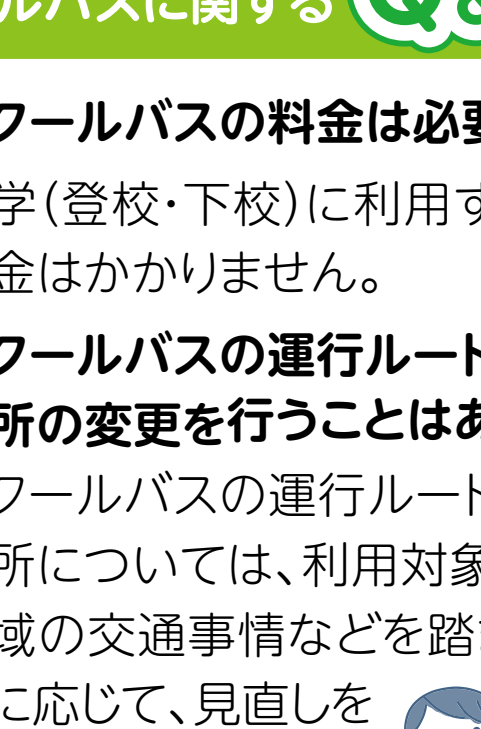 ルバスに関する Q&
クールバスの料金は必要
学(登校・下校)に利用す
金はかかりません。
クールバスの運行ルート
所の変更を行うことはあ
クールバスの運行ルート
所については、利用対象
域の交通事情などを踏ま
に応じて、見直しを